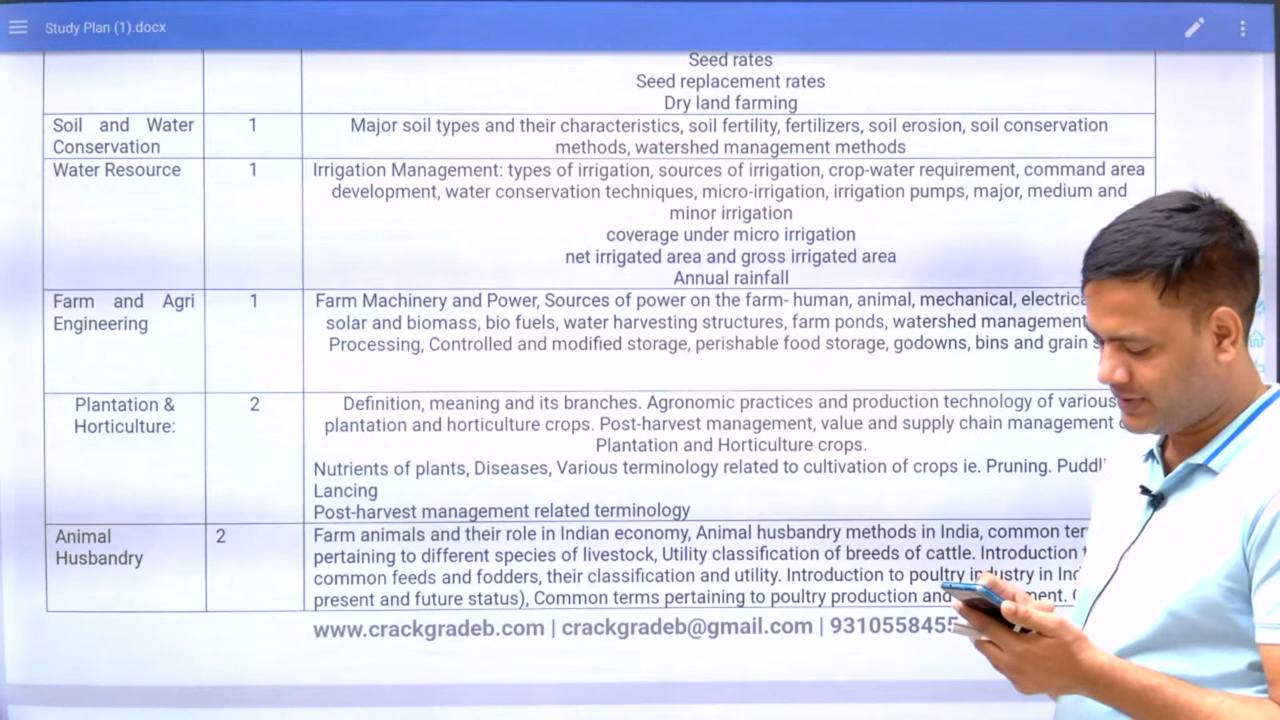 Study Plan (1).docx
Seed rates
Seed replacement rates
Dry land farming
Soil and Water
Conservation
1
Major soil types and their characteristics, soil fertility, fertilizers, soil erosion, soil conservation
methods, watershed management methods
Water Resource
1
Irrigation Management: types of irrigation, sources of irrigation, crop-water requirement, command area
development, water conservation techniques, micro-irrigation, irrigation pumps, major, medium and
minor irrigation
coverage under micro irrigation
net irrigated area and gross irrigated area
Annual rainfall
Farm and Agri
Engineering
1
Farm Machinery and Power, Sources of power on the farm- human, animal, mechanical,
solar and biomass, bio fuels, water harvesting structures, farm ponds, watershed management
Processing, Controlled and modified storage, perishable food storage, godowns, bins and grain
Plantation &
Horticulture:
2
Definition, meaning and its branches. Agronomic practices and production technology of various
plantation and horticulture crops. Post-harvest management, value and supply chain management
Plantation and Horticulture crops.
Nutrients of plants, Diseases, Various terminology related to cultivation of crops ie. Pruning.
Lancing
Post-harvest management related terminology
Animal
Husbandry
2
Farm animals and their role in Indian economy, Animal husbandry methods in India, common
pertaining to different species of livestock, Utility classification of breeds of cattle. Introduction
common feeds and fodders, their classification and utility. Introduction to poultry industry in
present and future status), Common terms pertaining to poultry production and
www.crackgradeb.com | crackgradeb@gmail.com | 9310558455